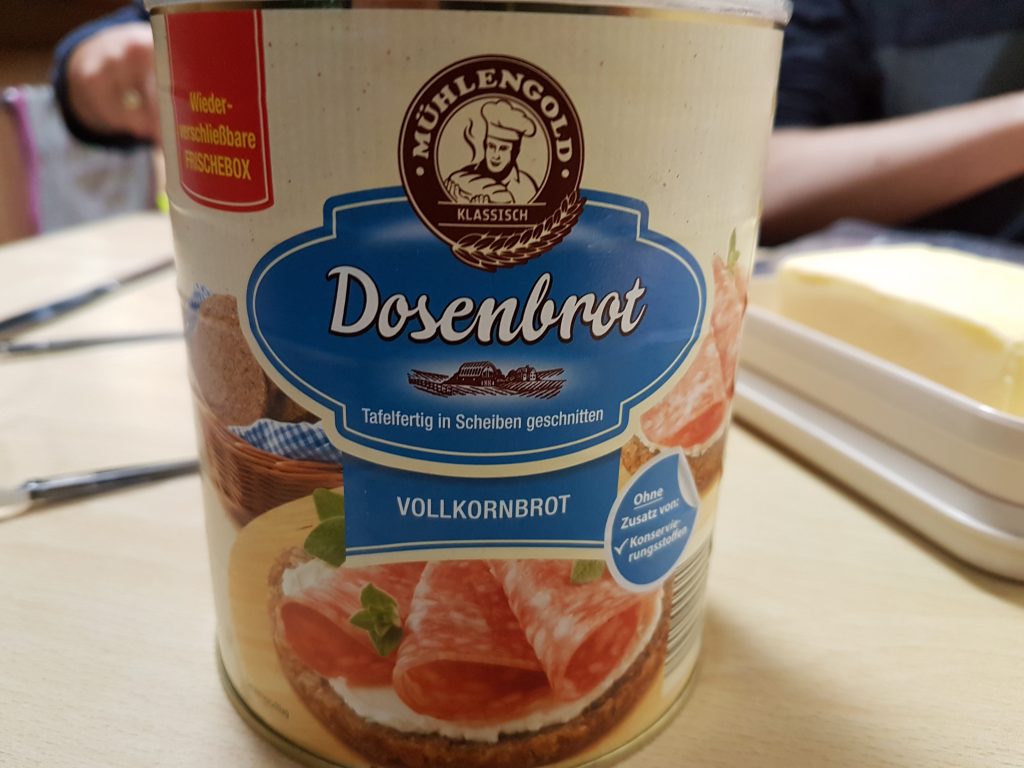 Wieder-
verschließbare
FRISCHEBOX
MÜHLENGOLD
KLASSISCH
Dosenbrot
Tafelfertig in Scheiben geschnitten
VOLLKORNBROT
Ohne
Zusatz von:
✓ Konservie-
rungsstoffen